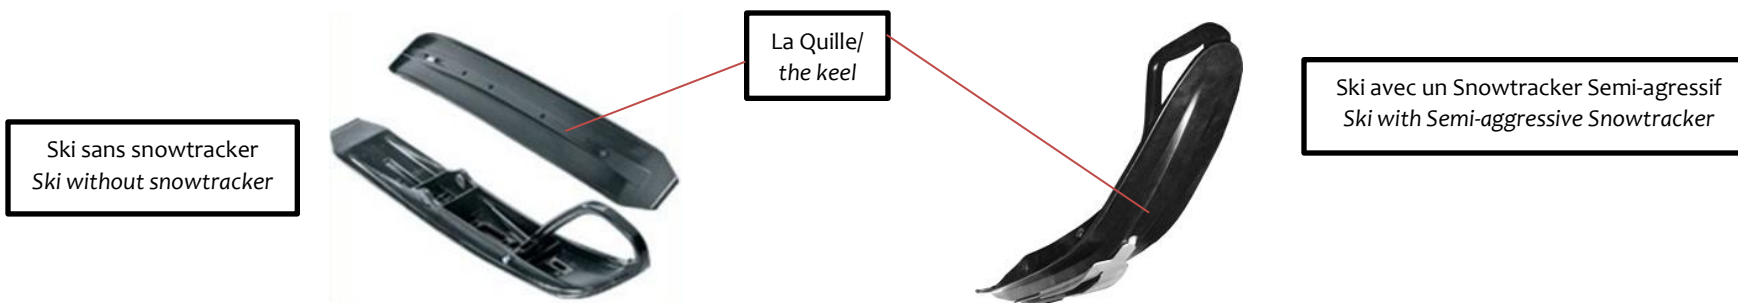 Ski sans snowtracker
Ski without snowtracker
La Quille/
the keel
Ski avec un Snowtracker Semi-agressif
Ski with Semi-aggressive Snowtracker